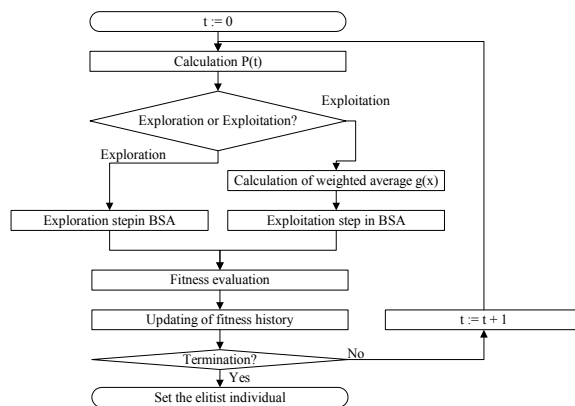 t := 0
Calculation P(t)
Exploration or Exploitation?
Exploitation
Exploration
Calculation of weighted average g(x)
Exploration stepin BSA
Exploitation step in BSA
Fitness evaluation
Updating of fitness history
t := t + 1
Termination?
No
Yes
Set the elitist individual